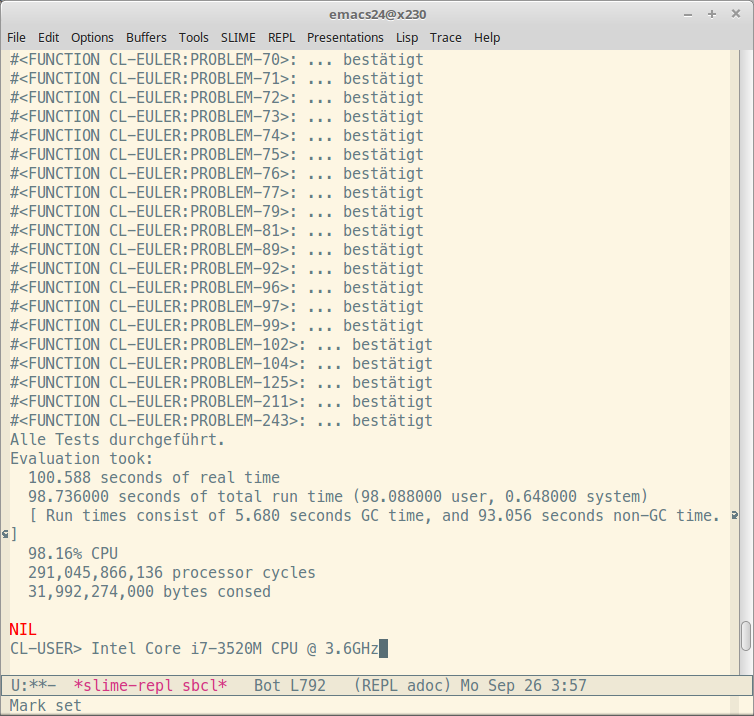 emacs24@x230
File Edit Options Buffers Tools SLIME REPL Presentations Lisp Trace Help
#<FUNCTION CL-EULER:PROBLEM-70>: ... bestätigt
#<FUNCTION CL-EULER:PROBLEM-71>: ... bestätigt
#<FUNCTION CL-EULER:PROBLEM-72>: ... bestätigt
#<FUNCTION CL-EULER:PROBLEM-73>: ... bestätigt
#<FUNCTION CL-EULER:PROBLEM-74>: ... bestätigt
#<FUNCTION CL-EULER:PROBLEM-75>: ... bestätigt
#<FUNCTION CL-EULER:PROBLEM-76>: ... bestätigt
#<FUNCTION CL-EULER:PROBLEM-77>: ... bestätigt
#<FUNCTION CL-EULER:PROBLEM-79>: ... bestätigt
#<FUNCTION CL-EULER:PROBLEM-81>: ... bestätigt
#<FUNCTION CL-EULER:PROBLEM-89>: ... bestätigt
#<FUNCTION CL-EULER:PROBLEM-92>: ... bestätigt
#<FUNCTION CL-EULER:PROBLEM-96>: ... bestätigt
#<FUNCTION CL-EULER:PROBLEM-97>: ... bestätigt
#<FUNCTION CL-EULER:PROBLEM-99>: ... bestätigt
#<FUNCTION CL-EULER:PROBLEM-102>: ... bestätigt
#<FUNCTION CL-EULER:PROBLEM-104>: ... bestätigt
#<FUNCTION CL-EULER:PROBLEM-125>: ... bestätigt
#<FUNCTION CL-EULER:PROBLEM-211>: ... bestätigt
#<FUNCTION CL-EULER:PROBLEM-243>: ... bestätigt
Alle Tests durchgeführt.
Evaluation took:
  100.588 seconds of real time
  98.736000 seconds of total run time (98.088000 user, 0.648000 system)
  [ Run times consist of 5.680 seconds GC time, and 93.056 seconds non-GC time.
]
  98.16% CPU
  291,045,866,136 processor cycles
  31,992,274,000 bytes consed
NIL
CL-USER> Intel Core i7-3520M CPU @ 3.6GHz
U:**-  *slime-repl sbcl*   Bot L792   (REPL adoc) Mo Sep 26 3:57
Mark set